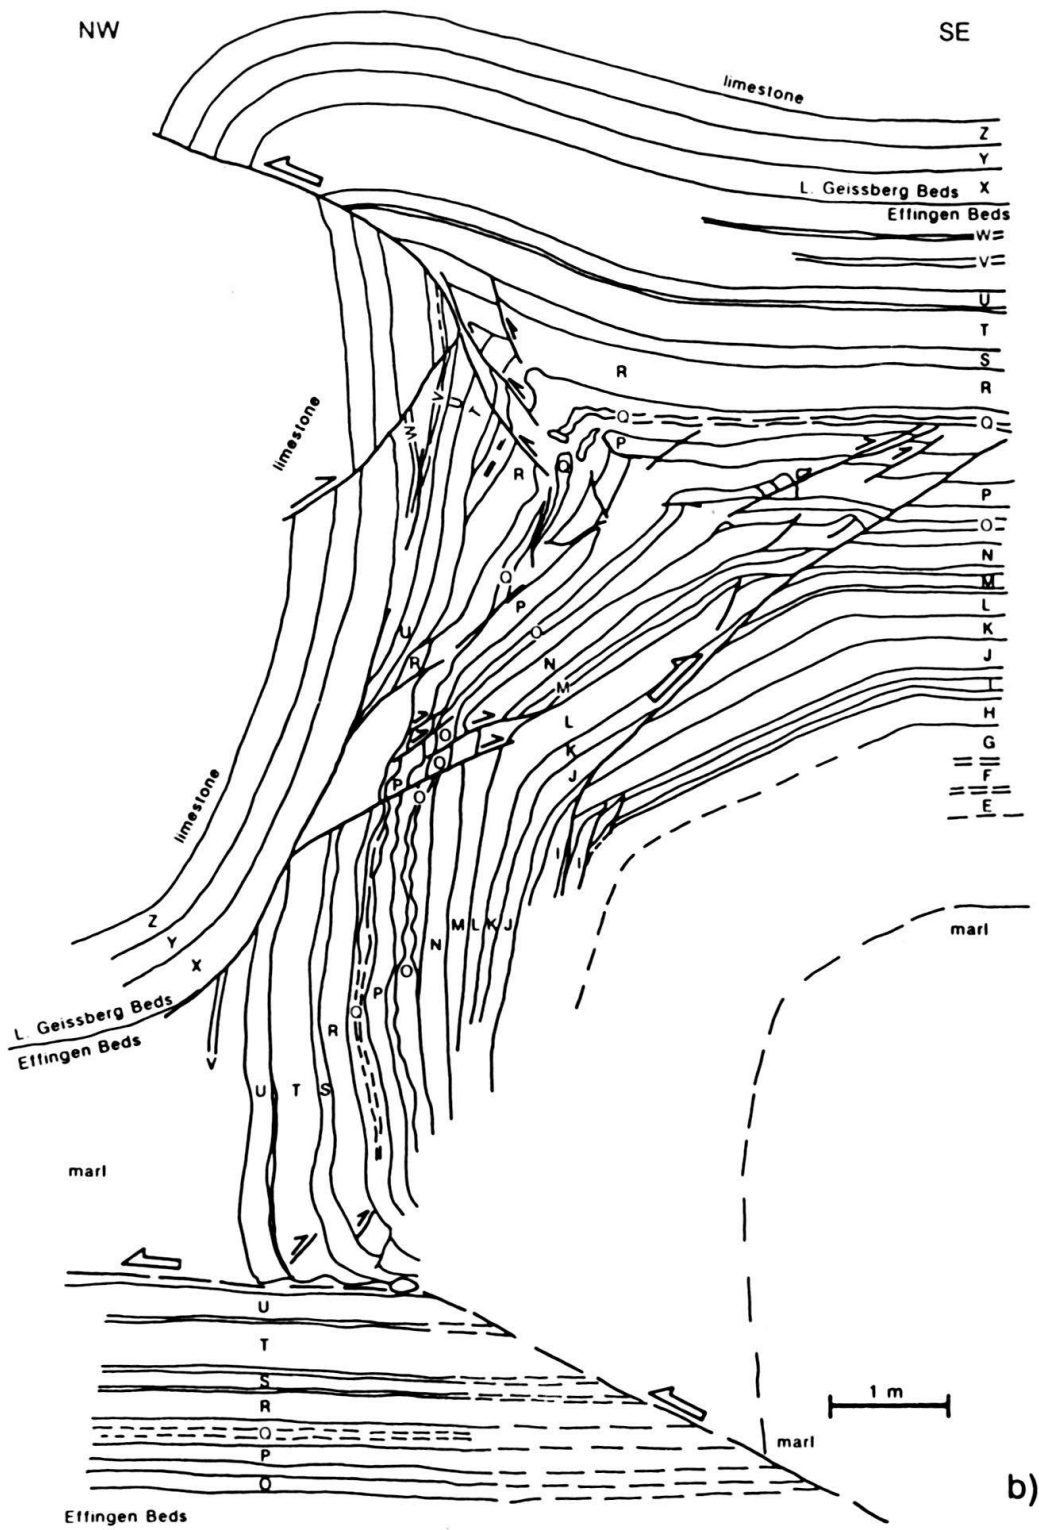 NW
SE
limestone
Z
Y
L. Geissberg Beds X
Effingen Beds
W
V
U
T
S
R
R
Q
Q
P
P
O
N
M
L
K
J
I
H
G
F
E
limestone
W
V
U
T
R
Q
Q
P
O
N
M
L
K
J
U
R
O
O
P
O
I
I
limestone
Z
Y
X
L. Geissberg Beds
Effingen Beds
V
M L K J
N
O
P
Q
R
U T S
marl
marl
U
T
S
R
Q
P
O
Effingen Beds
1 m
marl
b)